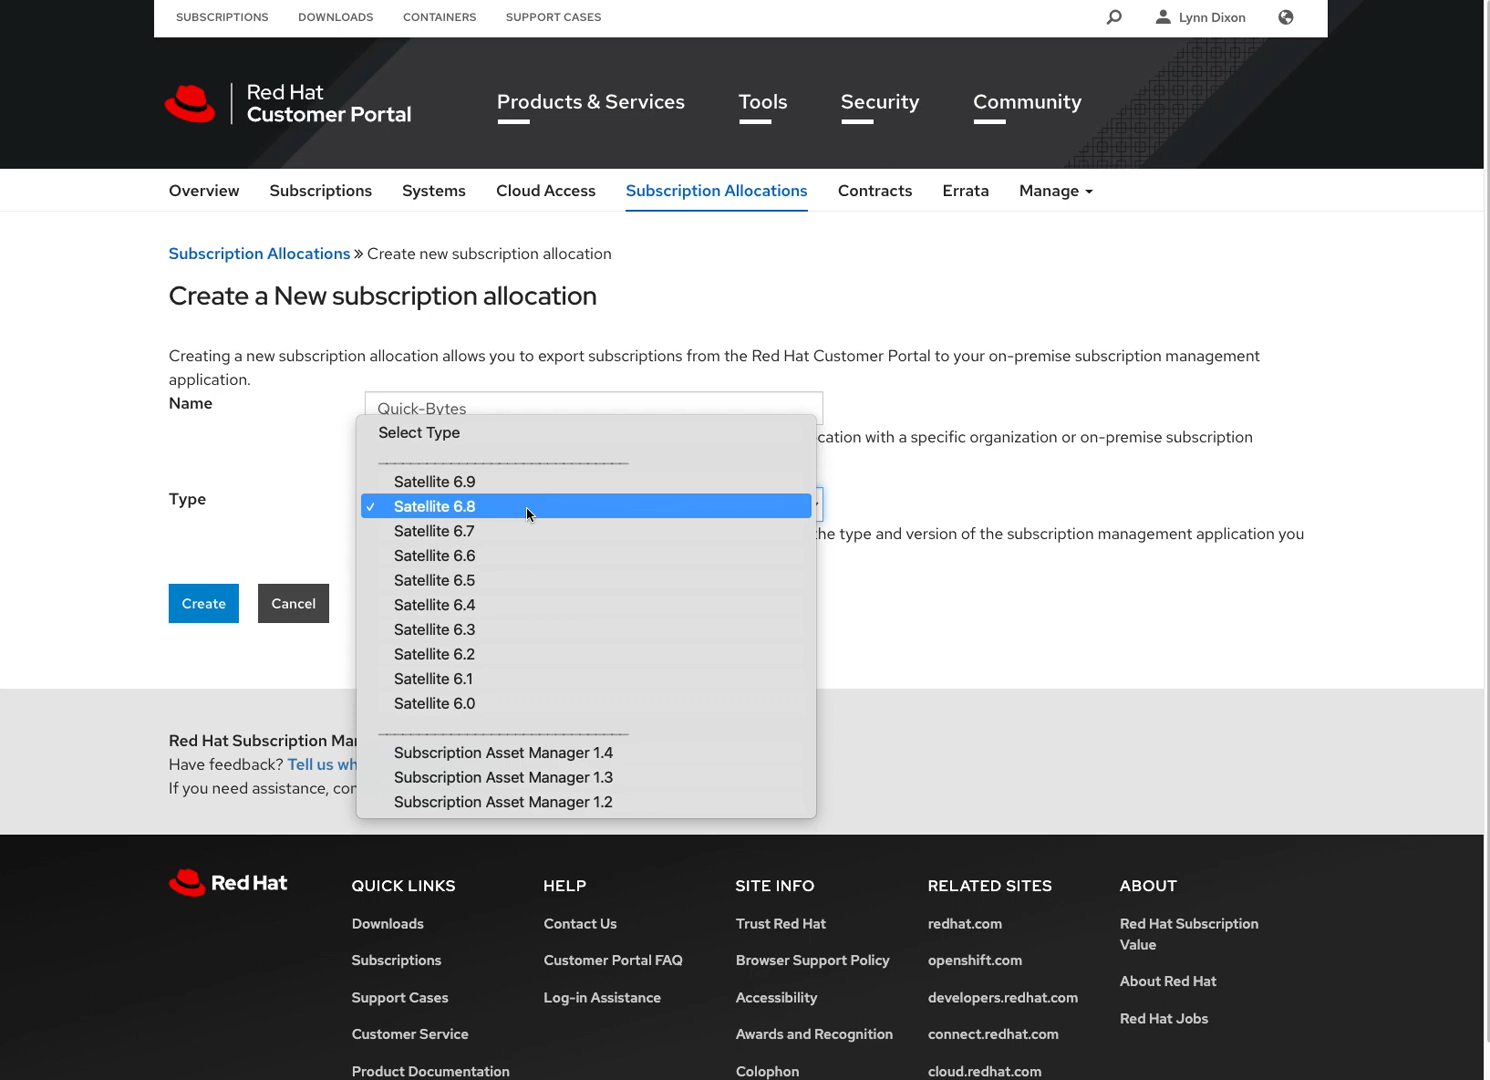 SUBSCRIPTIONS DOWNLOADS CONTAINERS SUPPORT CASES Lynn Dixon
Red Hat
Customer Portal
Products & Services Tools Security Community
Overview Subscriptions Systems Cloud Access Subscription Allocations Contracts Errata Manage
Subscription Allocations » Create new subscription allocation
Create a New subscription allocation
Creating a new subscription allocation allows you to export subscriptions from the Red Hat Customer Portal to your on-premise subscription management
application.
Name Quick-Bytes
cation with a specific organization or on-premise subscription
Type
the type and version of the subscription management application you
Select Type
Satellite 6.9
✓ Satellite 6.8
Satellite 6.7
Satellite 6.6
Satellite 6.5
Satellite 6.4
Satellite 6.3
Satellite 6.2
Satellite 6.1
Satellite 6.0
Subscription Asset Manager 1.4
Subscription Asset Manager 1.3
Subscription Asset Manager 1.2
Create Cancel
Red Hat Subscription Ma
Have feedback? Tell us wh
If you need assistance, con
Red Hat
QUICK LINKS
Downloads
Subscriptions
Support Cases
Customer Service
Product Documentation
HELP
Contact Us
Customer Portal FAQ
Log-in Assistance
SITE INFO
Trust Red Hat
Browser Support Policy
Accessibility
Awards and Recognition
Colophon
RELATED SITES
redhat.com
openshift.com
developers.redhat.com
connect.redhat.com
cloud.redhat.com
ABOUT
Red Hat Subscription
Value
About Red Hat
Red Hat Jobs